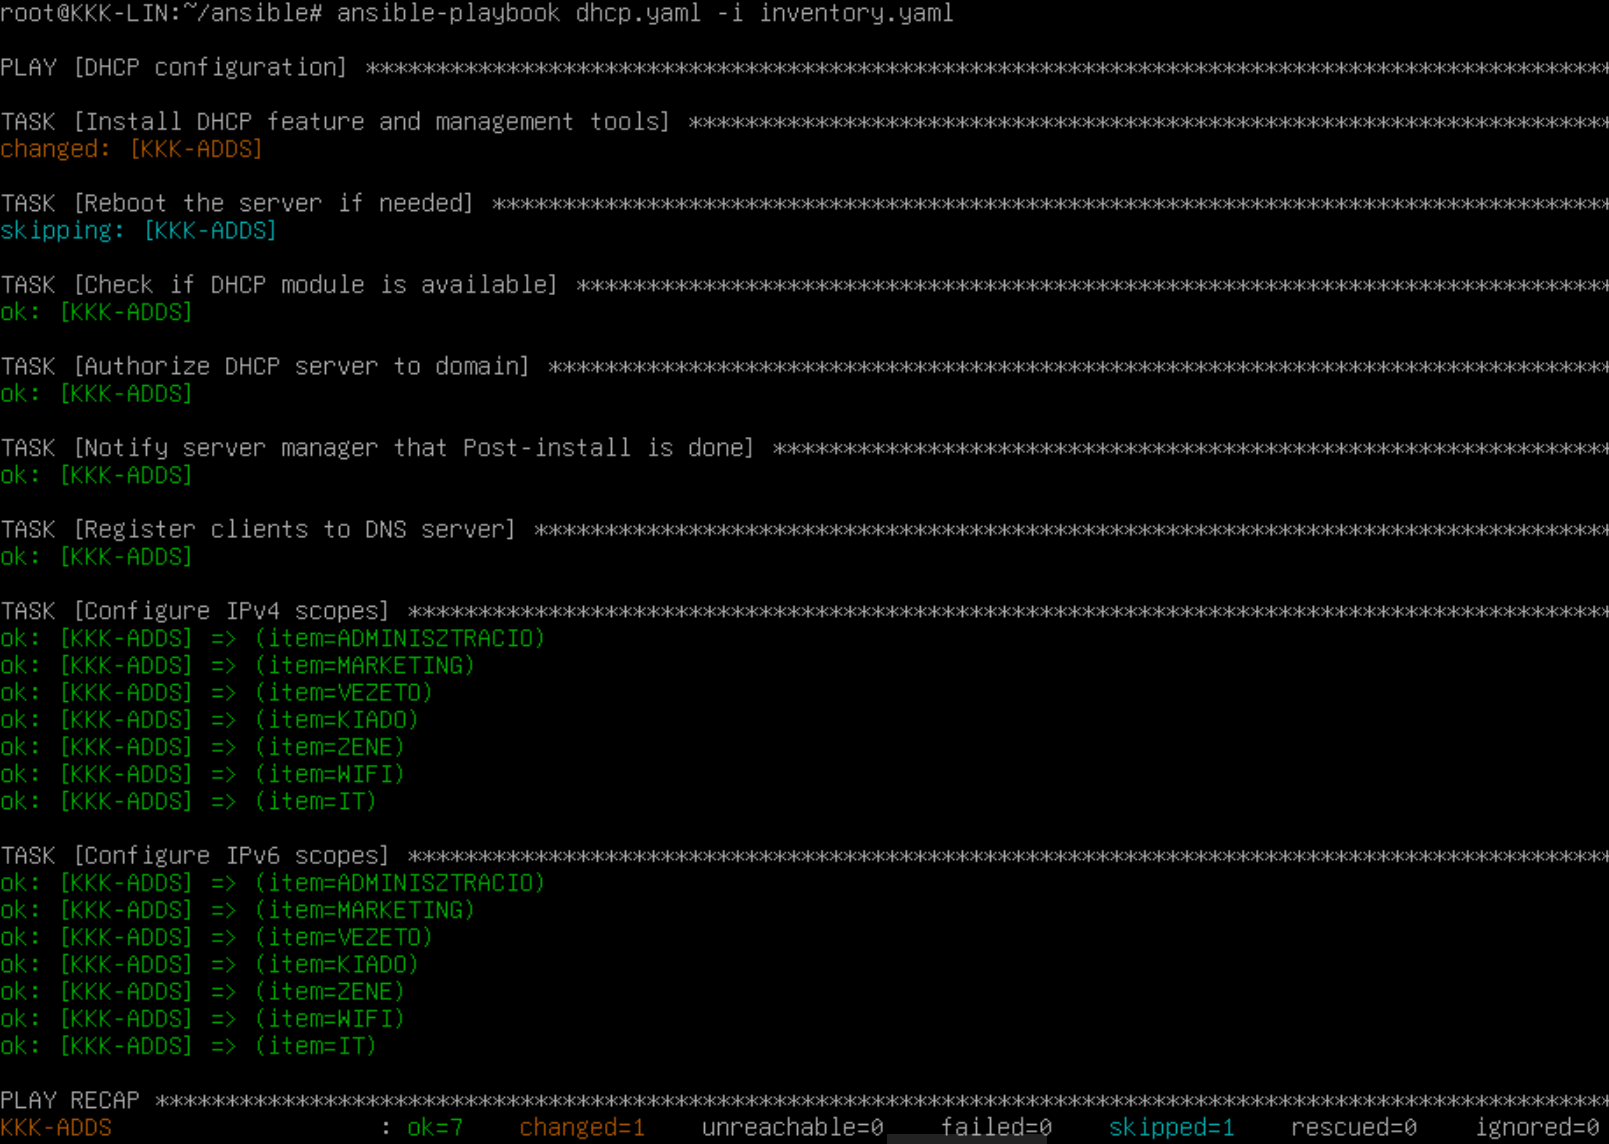 root@KKK-LIN:~/ansible# ansible-playbook dhcp.yaml -i inventory.yaml
PLAY [DHCP configuration] ****************************************************************************************
TASK [Install DHCP feature and management tools] *****************************************************************
changed: [KKK-ADDS]
TASK [Reboot the server if needed] *******************************************************************************
skipping: [KKK-ADDS]
TASK [Check if DHCP module is available] *************************************************************************
ok: [KKK-ADDS]
TASK [Authorize DHCP server to domain] ***************************************************************************
ok: [KKK-ADDS]
TASK [Notify server manager that Post-install is done] ***********************************************************
ok: [KKK-ADDS]
TASK [Register clients to DNS server] ****************************************************************************
ok: [KKK-ADDS]
TASK [Configure IPv4 scopes] *************************************************************************************
ok: [KKK-ADDS] => (item=ADMINISZTRACIO)
ok: [KKK-ADDS] => (item=MARKETING)
ok: [KKK-ADDS] => (item=VEZETO)
ok: [KKK-ADDS] => (item=KIADO)
ok: [KKK-ADDS] => (item=ZENE)
ok: [KKK-ADDS] => (item=WIFI)
ok: [KKK-ADDS] => (item=IT)
TASK [Configure IPv6 scopes] *************************************************************************************
ok: [KKK-ADDS] => (item=ADMINISZTRACIO)
ok: [KKK-ADDS] => (item=MARKETING)
ok: [KKK-ADDS] => (item=VEZETO)
ok: [KKK-ADDS] => (item=KIADO)
ok: [KKK-ADDS] => (item=ZENE)
ok: [KKK-ADDS] => (item=WIFI)
ok: [KKK-ADDS] => (item=IT)
PLAY RECAP *******************************************************************************************************
KKK-ADDS                   : ok=7    changed=1    unreachable=0    failed=0    skipped=1    rescued=0    ignored=0